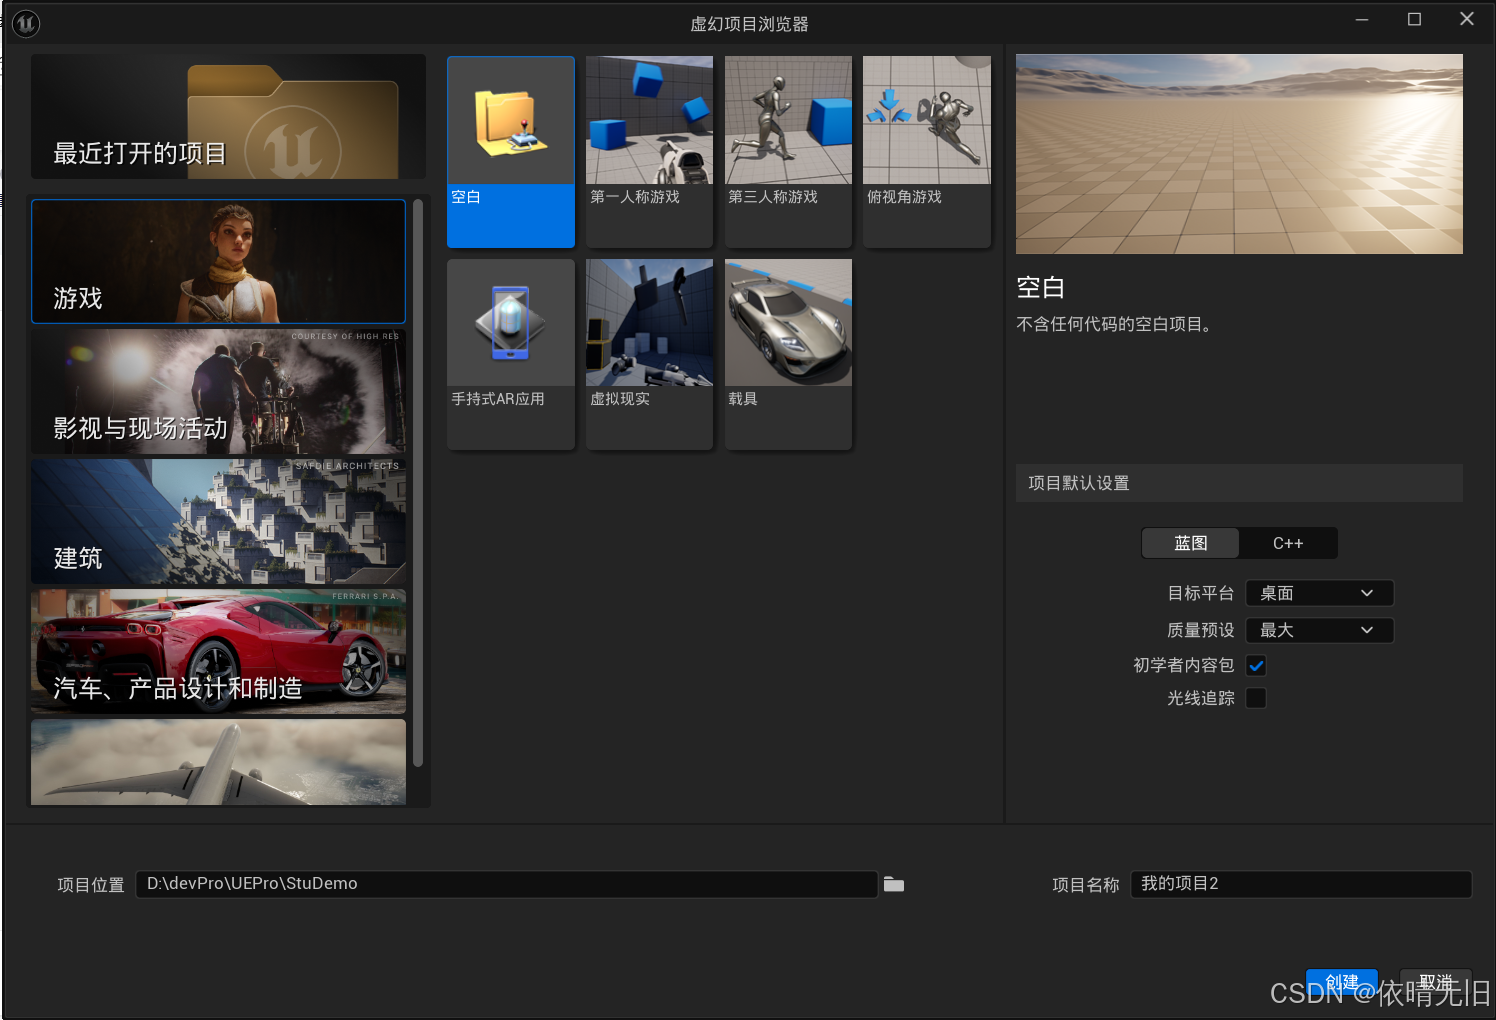 虚幻项目浏览器
最近打开的项目
游戏
COURTESY OF HIGH RES
影视与现场活动
SAFDIE ARCHITECTS
建筑
FERRARI S.P.A.
汽车、产品设计和制造
空白
第一人称游戏
第三人称游戏
俯视角游戏
手持式AR应用
虚拟现实
载具
空白
不含任何代码的空白项目。
项目默认设置
蓝图
C++
目标平台
桌面
质量预设
最大
初学者内容包
光线追踪
项目位置
D:\devPro\UEPro\StuDemo
项目名称
我的项目2
创建
取消
CSDN @依晴无旧